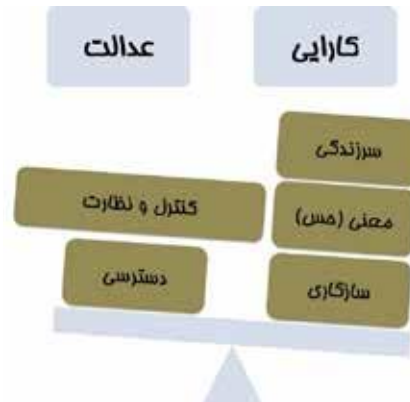 کارایی
عدالت
سرزندگی
معنی (حس)
کنترل و نظارت
سازگاری
دسترسی